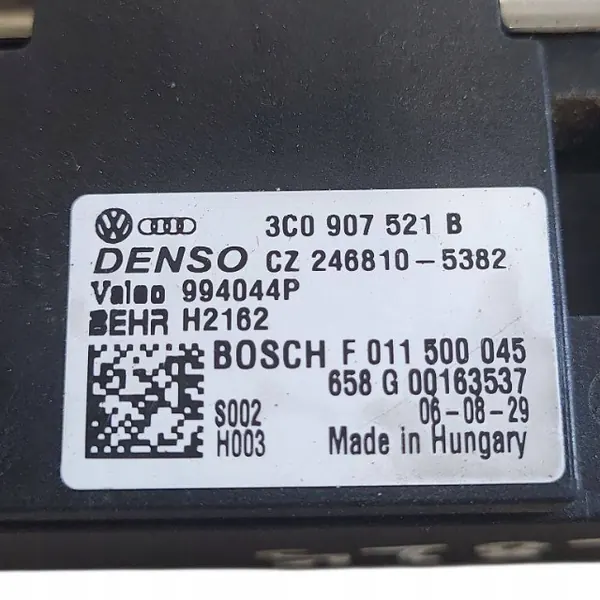 3C0 907 521 B
DENSO CZ 246810-5382
Valeo 994044P
BEHR H2162
BOSCH F 011 500 045
658 G 00163537
S002 06-08-29
H003 Made in Hungary